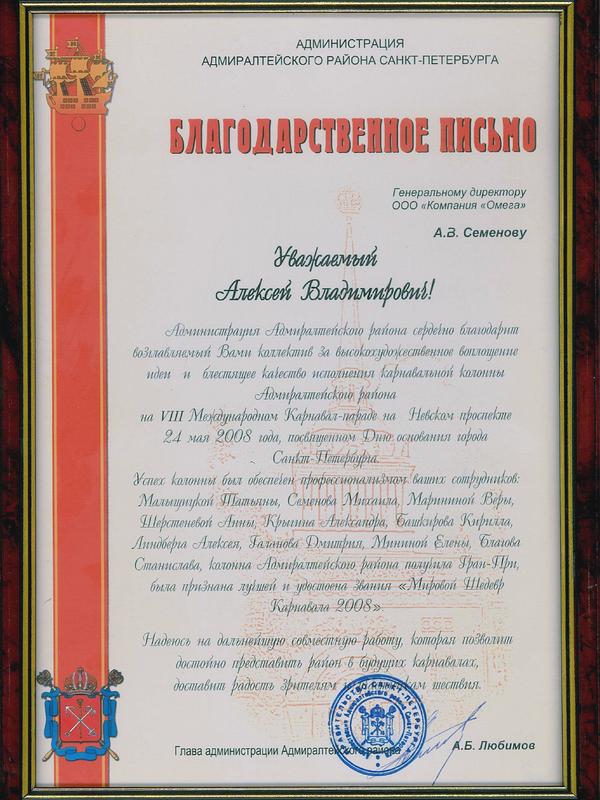 АДМИНИСТРАЦИЯ
АДМИРАЛТЕЙСКОГО РАЙОНА САНКТ-ПЕТЕРБУРГА
БЛАГОДАРСТВЕННОЕ ПИСЬМО
Генеральному директору
ООО «Компания «Омега»
А.В. Семенову
Уважаемый
Алексей Владимирович!
Администрация Адмиралтейского района сердечно благодарит
возглавляемый Вами коллектив за высокохудожественное воплощение
идеи и блестящее качество исполнения карнавальной колонны
Адмиралтейского района
на VIII Международном Карнавал-параде на Невском проспекте
24 мая 2008 года, посвященном Дню основания города
Санкт-Петербурга.
Успех колонны был обеспечен профессионализмом ваших сотрудников:
Малышицкой Татьяны, Семенова Михаила, Марининой Веры,
Шерстеневой Анны, Крыгина Александра, Башкирова Кирилла,
Линдберга Алексея, Галанова Дмитрия, Мининой Елены, Благова
Станислава, колонна Адмиралтейского района получила Гран-При,
была признана лучшей и удостоена звания «Мировой Шедевр
Карнавала 2008».
Надеюсь на дальнейшую совместную работу, которая позволит
достойно представить район в будущих карнавалах,
доставит радость зрителям и шествия.
Глава администрации Адмиралтейского района
А.Б. Любимов